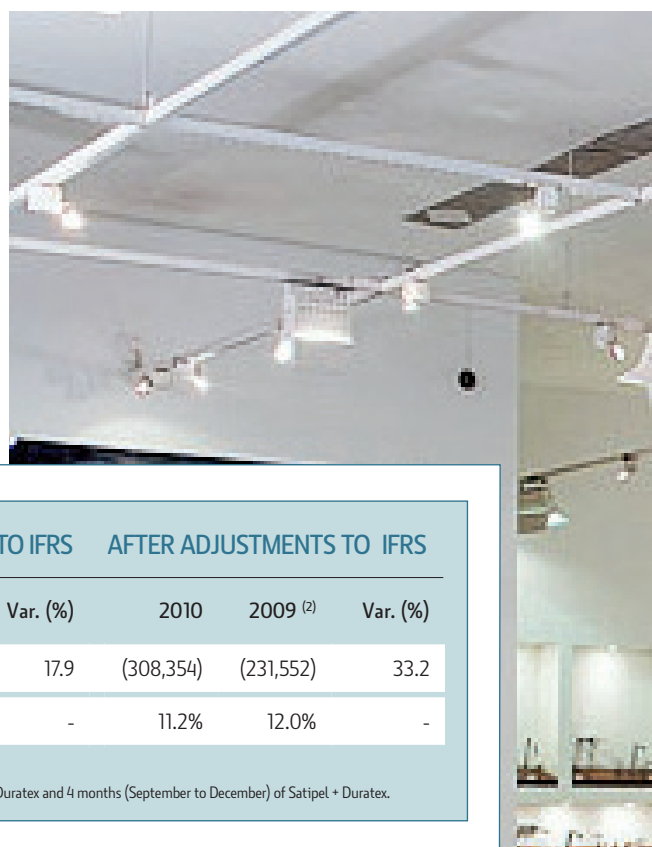 TO IFRS AFTER ADJUSTMENTS TO IFRS
Var. (%) 2010 2009 (2) Var. (%)
17.9 (308,354) (231,552) 33.2
- 11.2% 12.0% -
Duratex and 4 months (September to December) of Satipel + Duratex.